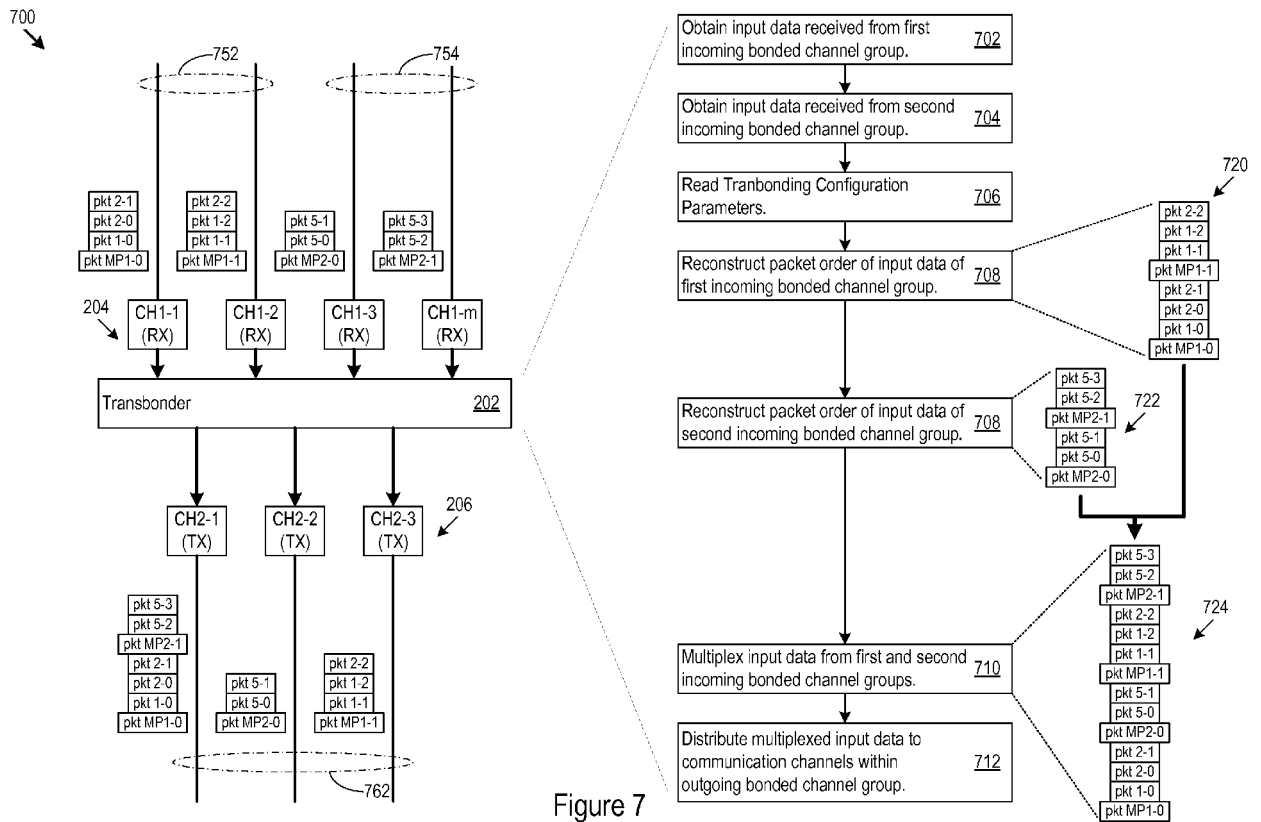 700
752
754
pkt 2-1
pkt 2-0
pkt 1-0
pkt MP1-0
pkt 2-2
pkt 1-2
pkt 1-1
pkt MP1-1
pkt 5-1
pkt 5-0
pkt MP2-0
pkt 5-3
pkt 5-2
pkt MP2-1
204
CH1-1
(RX)
CH1-2
(RX)
CH1-3
(RX)
CH1-m
(RX)
Transbonder 202
CH2-1
(TX)
CH2-2
(TX)
CH2-3
(TX)
206
pkt 5-3
pkt 5-2
pkt MP2-1
pkt 2-1
pkt 2-0
pkt 1-0
pkt MP1-0
pkt 5-1
pkt 5-0
pkt MP2-0
pkt 2-2
pkt 1-2
pkt 1-1
pkt MP1-1
762
Obtain input data received from first
incoming bonded channel group. 702
Obtain input data received from second
incoming bonded channel group. 704
Read Tranbonding Configuration
Parameters. 706
Reconstruct packet order of input data of
first incoming bonded channel group. 708
720
pkt 2-2
pkt 1-2
pkt 1-1
pkt MP1-1
pkt 2-1
pkt 2-0
pkt 1-0
pkt MP1-0
Reconstruct packet order of input data of
second incoming bonded channel group. 708
pkt 5-3
pkt 5-2
pkt MP2-1
pkt 5-1
pkt 5-0
pkt MP2-0
722
Multiplex input data from first and second
incoming bonded channel groups. 710
pkt 5-3
pkt 5-2
pkt MP2-1
pkt 2-2
pkt 1-2
pkt 1-1
pkt MP1-1
pkt 5-1
pkt 5-0
pkt MP2-0
pkt 2-1
pkt 2-0
pkt 1-0
pkt MP1-0
724
Distribute multiplexed input data to
communication channels within
outgoing bonded channel group. 712
Figure 7